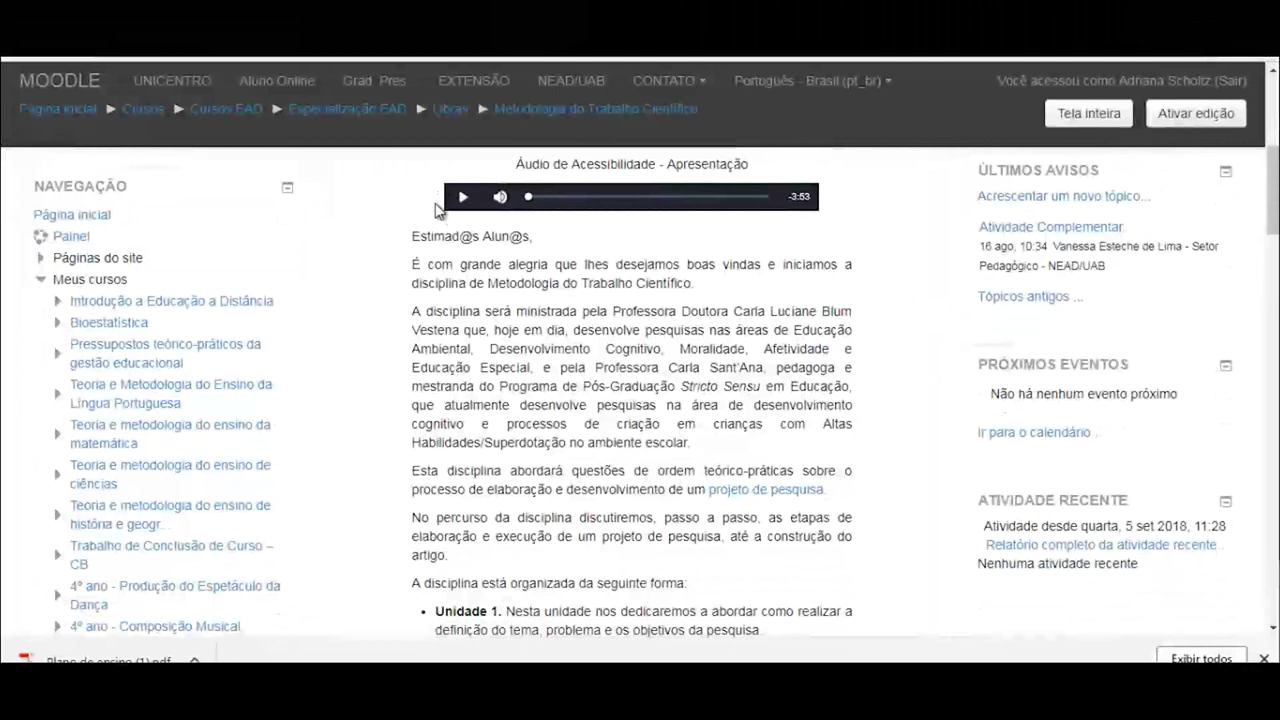 MOODLE UNICENTRO Aluno Online Grad. Pres EXTENSÃO NEAD/UAB CONTATO Português - Brasil (pt_br) Você acessou como Adriana Scholtz (Sair)
Página inicial ► Cursos ► Cursos EAD ► Especialização EAD ► Libras ► Metodologia do Trabalho Científico
Tela inteira Ativar edição
NAVEGAÇÃO
Página inicial
Painel
Páginas do site
Meus cursos
Introdução a Educação a Distância
Bioestatística
Pressupostos teórico-práticos da
gestão educacional
Teoria e Metodologia do Ensino da
Língua Portuguesa
Teoria e metodologia do ensino da
matemática
Teoria e metodologia do ensino de
ciências
Teoria e metodologia do ensino de
história e geogr...
Trabalho de Conclusão de Curso –
CB
4º ano - Produção do Espetáculo da
Dança
4º ano - Composição Musical
Áudio de Acessibilidade - Apresentação
-3:53
Estimad@s Alun@s,
É com grande alegria que lhes desejamos boas vindas e iniciamos a
disciplina de Metodologia do Trabalho Científico.
A disciplina será ministrada pela Professora Doutora Carla Luciane Blum
Vestena que, hoje em dia, desenvolve pesquisas nas áreas de Educação
Ambiental, Desenvolvimento Cognitivo, Moralidade, Afetividade e
Educação Especial, e pela Professora Carla Sant'Ana, pedagoga e
mestranda do Programa de Pós-Graduação Stricto Sensu em Educação,
que atualmente desenvolve pesquisas na área de desenvolvimento
cognitivo e processos de criação em crianças com Altas
Habilidades/Superdotação no ambiente escolar.
Esta disciplina abordará questões de ordem teórico-práticas sobre o
processo de elaboração e desenvolvimento de um projeto de pesquisa.
No percurso da disciplina discutiremos, passo a passo, as etapas de
elaboração e execução de um projeto de pesquisa, até a construção do
artigo.
A disciplina está organizada da seguinte forma:
• Unidade 1. Nesta unidade nos dedicaremos a abordar como realizar a
definição do tema, problema e os objetivos da pesquisa
ÚLTIMOS AVISOS
Acrescentar um novo tópico...
Atividade Complementar
16 ago, 10:34 Vanessa Esteche de Lima - Setor
Pedagógico - NEAD/UAB
Tópicos antigos ...
PRÓXIMOS EVENTOS
Não há nenhum evento próximo
Ir para o calendário...
ATIVIDADE RECENTE
Atividade desde quarta, 5 set 2018, 11:28
Relatório completo da atividade recente...
Nenhuma atividade recente
Plano de ensino (1).pdf
Exibir todos